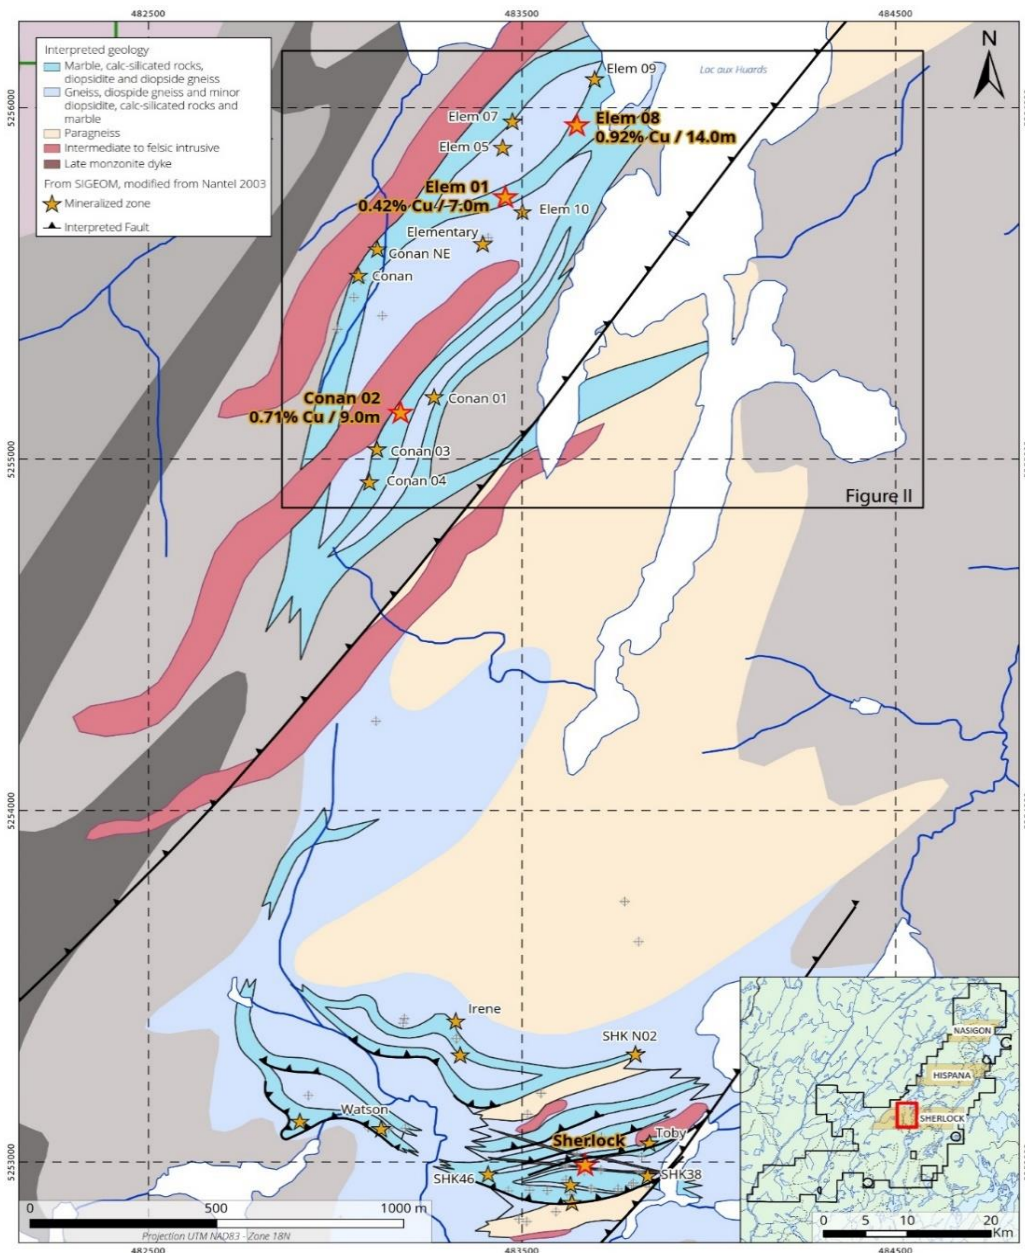 482500
483500
484500
Interpreted geology
Marble, calc-silicated rocks,
diopsidite and diopside gneiss
Gneiss, diospide gneiss and minor
diopsidite, calc-silicated rocks and
marble
Paragneiss
Intermediate to felsic intrusive
Late monzonite dyke
From SIGEOM, modified from Nantel 2003
Mineralized zone
Interpreted Fault
N
Lac aux Huards
Elem 09
Elem 08
0.92% Cu / 14.0m
Elem 07
Elem 05
Elem 01
0.42% Cu / 7.0m
Elem 10
Elementary
Conan NE
Conan
Conan 01
Conan 02
0.71% Cu / 9.0m
Conan 03
Conan 04
Figure II
5256000
5255000
5254000
5253000
Irene
SHK N02
Watson
Sherlock
Toby
SHK46
SHK38
NASIGON
HISPANA
SHERLOCK
0 5 10 20
Km
0 500 1000 m
Projection UTM NAD83 - Zone 18N
482500
483500
484500